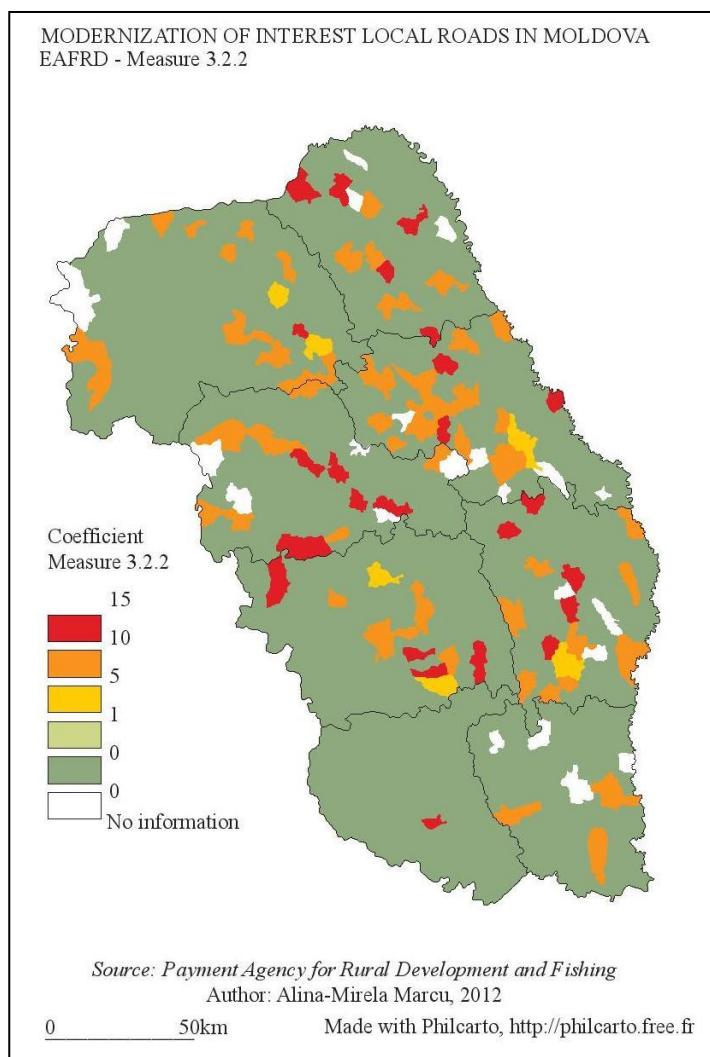 MODERNIZATION OF INTEREST LOCAL ROADS IN MOLDOVA
EAFRD - Measure 3.2.2
Coefficient
Measure 3.2.2
15
10
5
1
0
0
No information
Source: Payment Agency for Rural Development and Fishing
Author: Alina-Mirela Marcu, 2012
0 50km Made with Philcarto, http://philcarto.free.fr